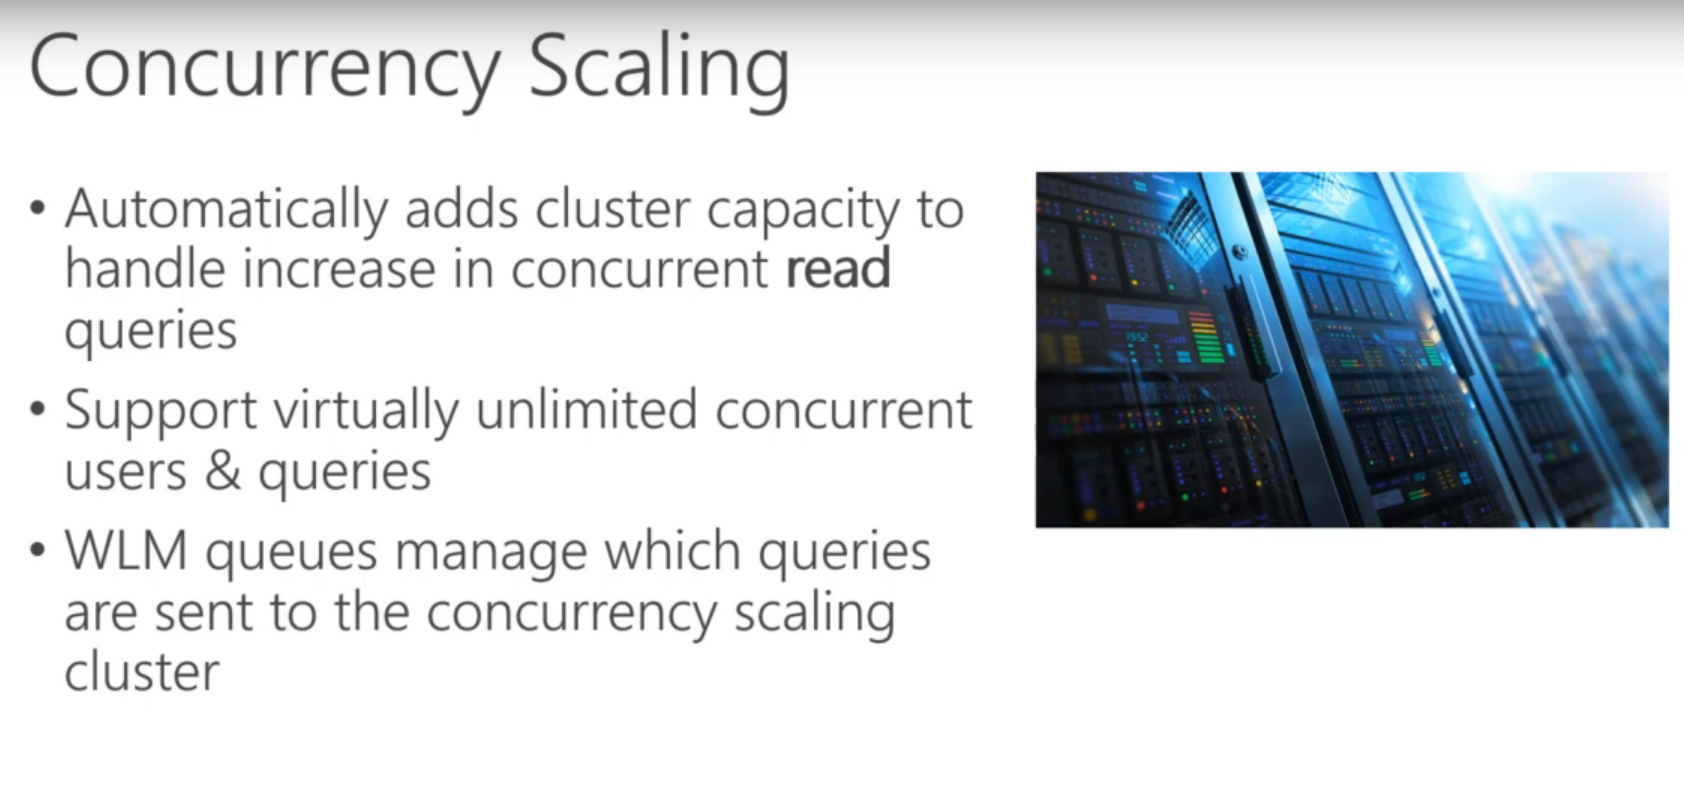 Concurrency Scaling
• Automatically adds cluster capacity to
handle increase in concurrent read
queries
• Support virtually unlimited concurrent
users & queries
• WLM queues manage which queries
are sent to the concurrency scaling
cluster
1952